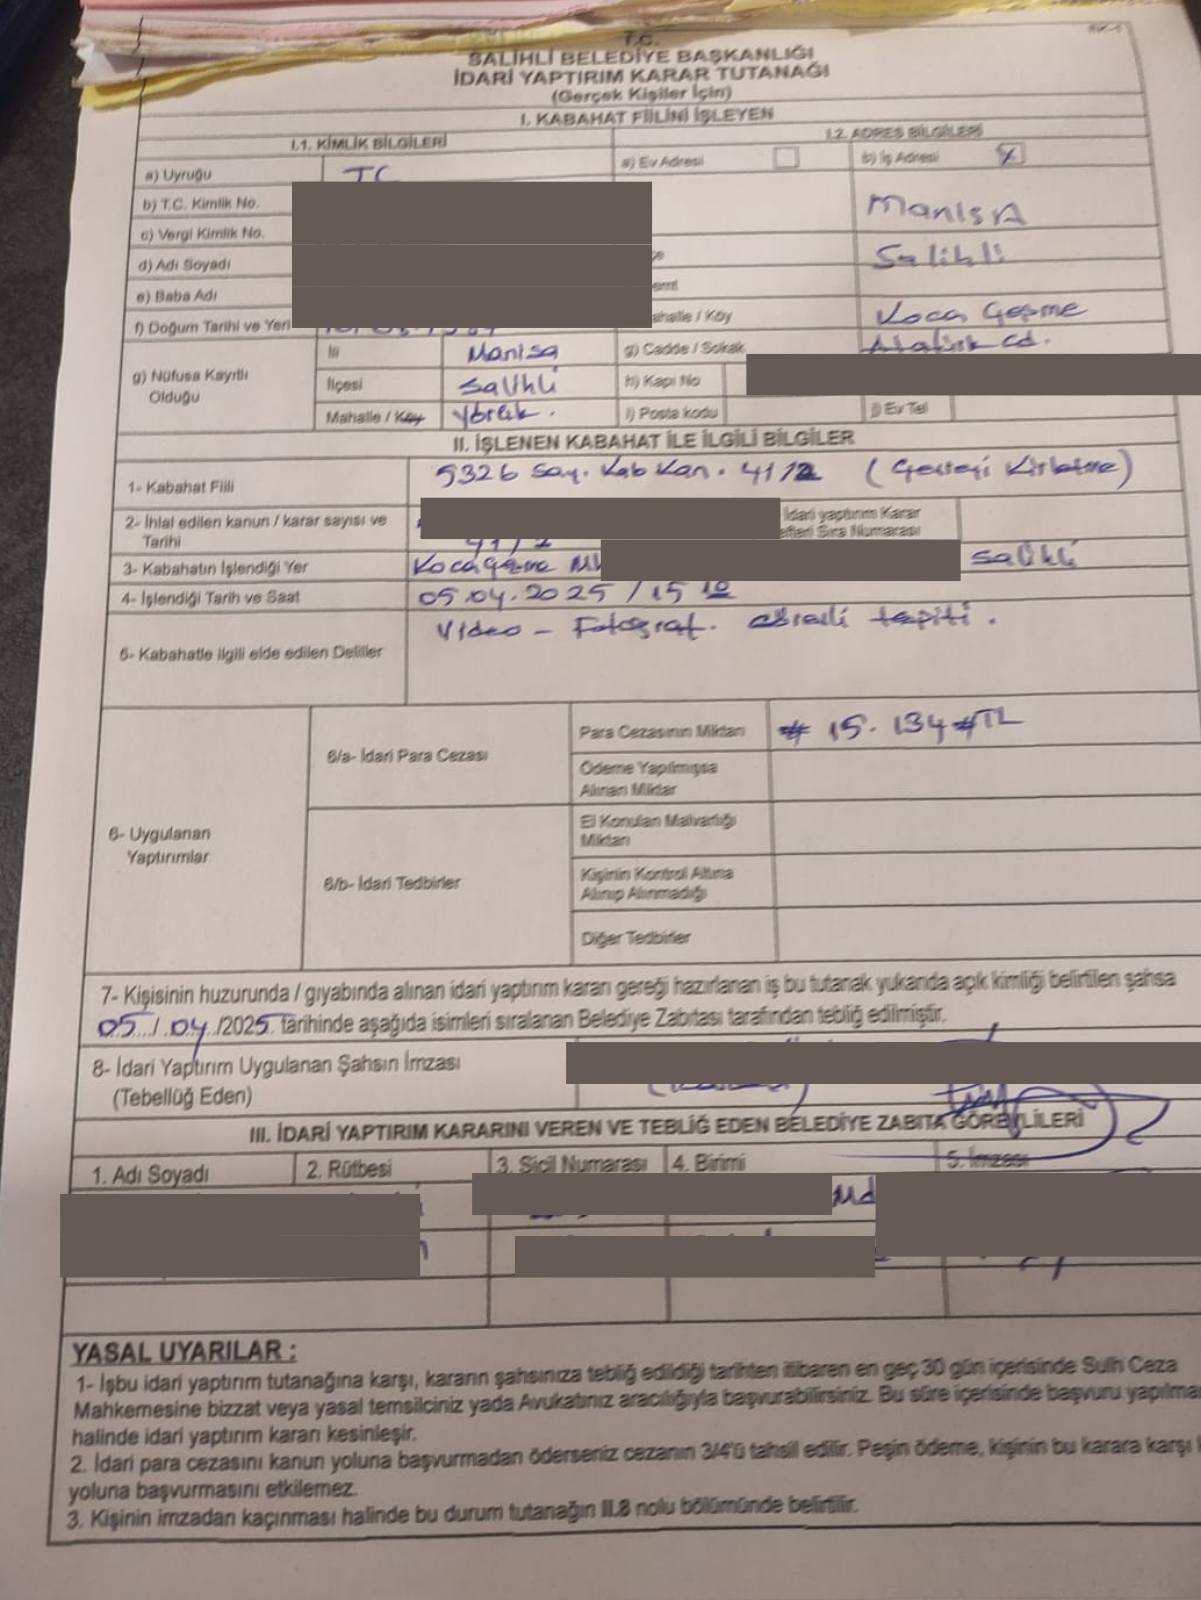 T.C.
SALİHLİ BELEDİYE BAŞKANLIĞI
İDARİ YAPTIRIM KARAR TUTANAĞI
(Gerçek Kişiler İçin)
I. KABAHAT FİİLİNİ İŞLEYEN
I.1. KİMLİK BİLGİLERİ
I.2. ADRES BİLGİLERİ
a) Uyruğu TC
a) Ev Adresi
b) İş Adresi X
b) T.C. Kimlik No.
Manisa
c) Vergi Kimlik No.
Salihli
d) Adı Soyadı
e) Baba Adı
f) Doğum Tarihi ve Yeri
Koca Çeşme
g) Nüfusa Kayıtlı Olduğu
İli Manisa
g) Cadde / Sokak Atatürk cd.
İlçesi Salihli
h) Kapı No
Mahalle / Köy
ı) Posta kodu
j) Ev Tel
II. İŞLENEN KABAHAT İLE İLGİLİ BİLGİLER
1- Kabahat Fiili 5326 Say. Kab Kan. 41/2
2- İhlal edilen kanun / karar sayısı ve
Tarihi
İdari yaptırım Karar
Sıra Numarası
3- Kabahatın İşlendiği Yer Kocaçeşme Salihli
4- İşlendiği Tarih ve Saat 05.04.2025 / 15 10
5- Kabahatle ilgili elde edilen Deliller Video - Fotoğraf. tespiti.
6- Uygulanan
Yaptırımlar
6/a- İdari Para Cezası
Para Cezasının Miktarı # 15.134 #TL
Ödeme Yapılmışsa
Alınan Miktar
6/b- İdari Tedbirler
El Konulan Malvarlığı
Miktarı
Kişinin Kontrol Altına
Alınıp Alınmadığı
Diğer Tedbirler
7- Kişisinin huzurunda / gıyabında alınan idari yaptırım kararı gereği hazırlanan iş bu tutanak yukarıda açık kimliği belirtilen şahsa
05/04/2025 tarihinde aşağıda isimleri sıralanan Belediye Zabıtası tarafından tebliğ edilmiştir.
8- İdari Yaptırım Uygulanan Şahsın İmzası
(Tebellüğ Eden)
III. İDARİ YAPTIRIM KARARINI VEREN VE TEBLİĞ EDEN BELEDİYE ZABITA GÖREVLİLERİ
1. Adı Soyadı 2. Rütbesi 3. Sicil Numarası 4. Birimi 5. İmzası
Md
YASAL UYARILAR :
1- İşbu idari yaptırım tutanağına karşı, kararın şahsınıza tebliğ edildiği tarihten itibaren en geç 30 gün içerisinde Sulh Ceza
Mahkemesine bizzat veya yasal temsilciniz yada Avukatınız aracılığıyla başvurabilirsiniz. Bu süre içerisinde başvuru yapılma
halinde idari yaptırım kararı kesinleşir.
2. İdari para cezasını kanun yoluna başvurmadan öderseniz cezanın 3/4'ü tahsil edilir. Peşin ödeme, kişinin bu karara karşı
yoluna başvurmasını etkilemez.
3. Kişinin imzadan kaçınması halinde bu durum tutanağın II.8 nolu bölümünde belirtilir.